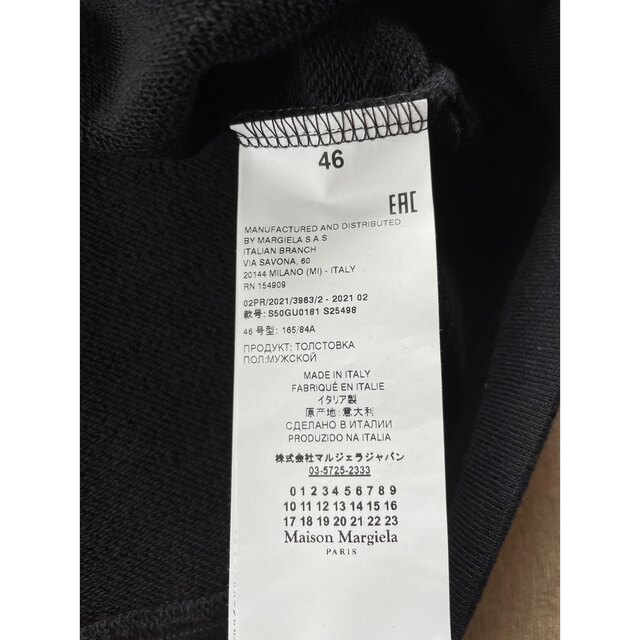 46
EAC
MANUFACTURED AND DISTRIBUTED
BY MARGIELA S.A.S.
ITALIAN BRANCH
VIA SAVONA, 60
20144 MILANO (MI) - ITALY
RN 154909
02PR/2021/3963/2 - 2021 02
款号: S50GU0181 S25498
46 号型: 165/84A
ПРОДУКТ: ТОЛСТОВКА
ПОЛ:МУЖСКОЙ
MADE IN ITALY
FABRIQUÉ EN ITALIE
イタリア製
原产地: 意大利
СДЕЛАНО В ИТАЛИИ
PRODUZIDO NA ITALIA
株式会社マルジェラジャパン
03-5725-2333
0 1 2 3 4 5 6 7 8 9
10 11 12 13 14 15 16
17 18 19 20 21 22 23
Maison Margiela
PARIS